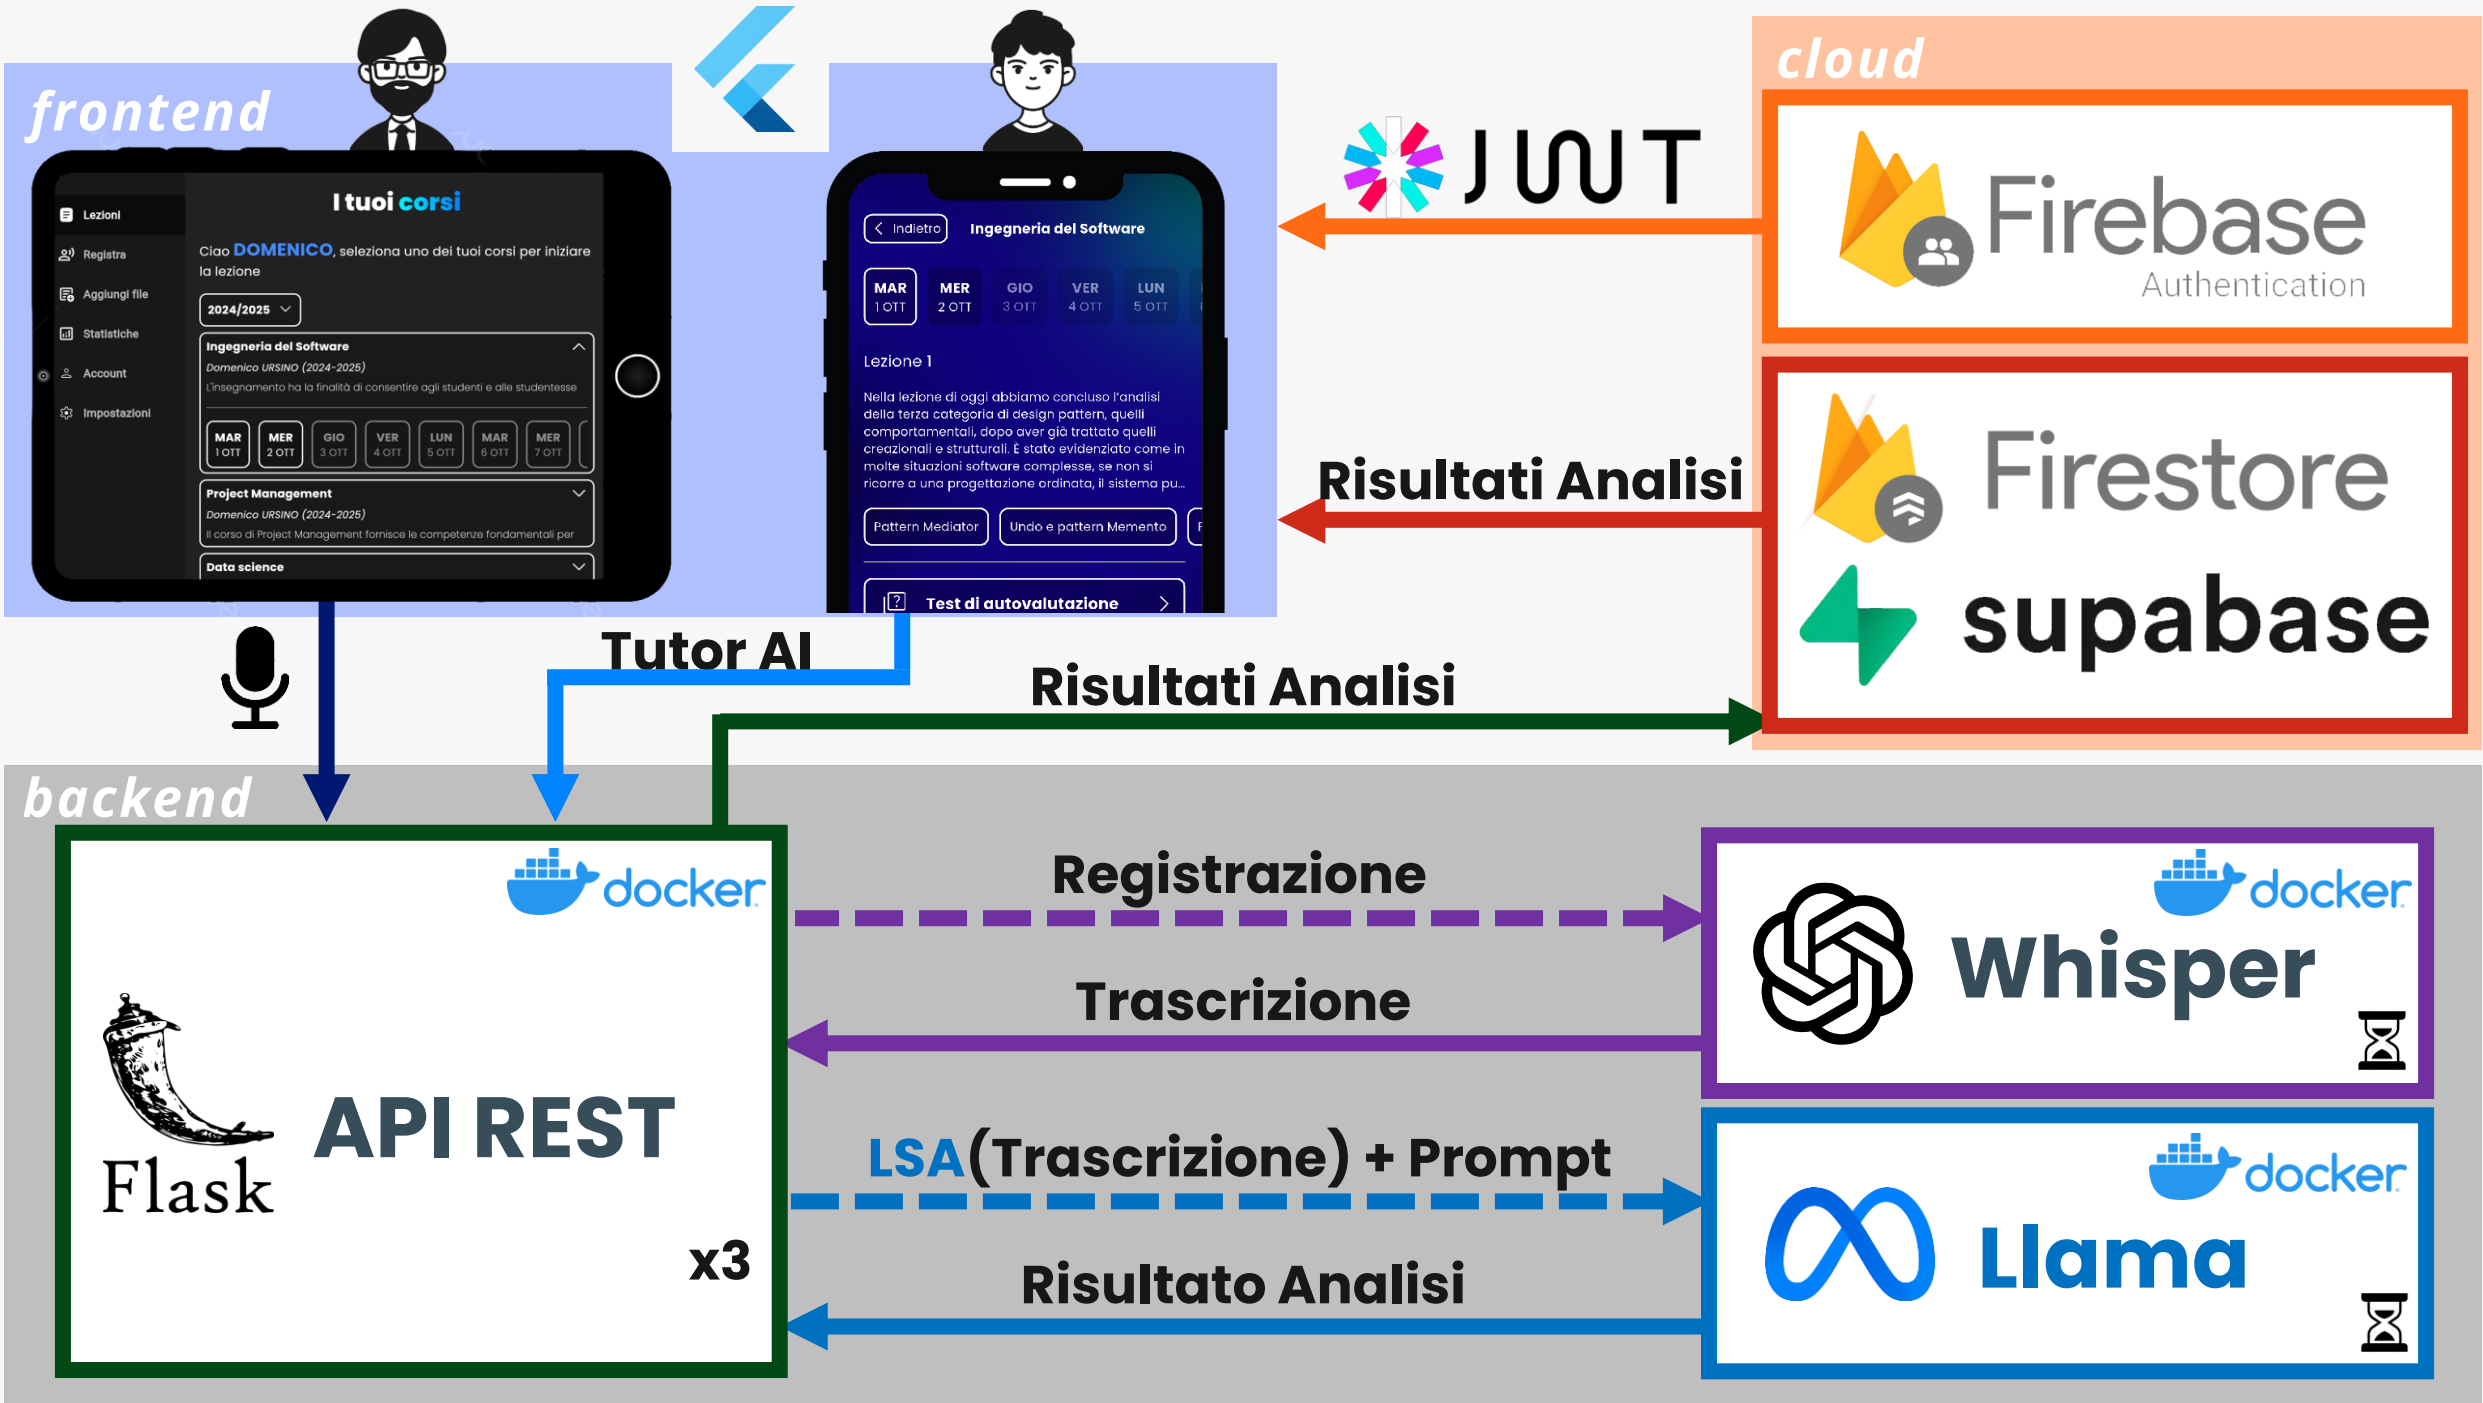 frontend
Lezioni
Registra
Aggiungi file
Statistiche
Account
Impostazioni
I tuoi corsi
Ciao DOMENICO, seleziona uno dei tuoi corsi per iniziare
la lezione
2024/2025
Ingegneria del Software
Domenico URSINO (2024-2025)
L'insegnamento ha la finalità di consentire agli studenti e alle studentesse
MAR
1 OTT
MER
2 OTT
GIO
3 OTT
VER
4 OTT
LUN
5 OTT
MAR
6 OTT
MER
7 OTT
Project Management
Domenico URSINO (2024-2025)
Il corso di Project Management fornisce le competenze fondamentali per
Data science
Indietro
Ingegneria del Software
MAR
1 OTT
MER
2 OTT
GIO
3 OTT
VER
4 OTT
LUN
5 OTT
Lezione 1
Nella lezione di oggi abbiamo concluso l'analisi
della terza categoria di design pattern, quelli
comportamentali, dopo aver già trattato quelli
creazionali e strutturali. È stato evidenziato come in
molte situazioni software complesse, se non si
ricorre a una progettazione ordinata, il sistema pu...
Pattern Mediator
Undo e pattern Memento
Test di autovalutazione
JWT
cloud
Firebase
Authentication
Risultati Analisi
Firestore
supabase
Tutor AI
Risultati Analisi
backend
docker
Flask
API REST
x3
Registrazione
Trascrizione
LSA(Trascrizione) + Prompt
Risultato Analisi
docker
Whisper
docker
Llama